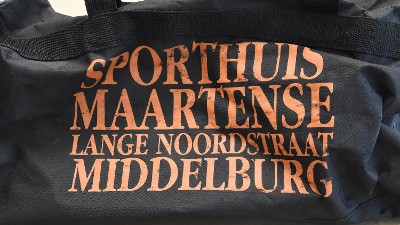 SPORTHUIS
MAARTENSE
LANGE NOORDSTRAAT
MIDDELBURG